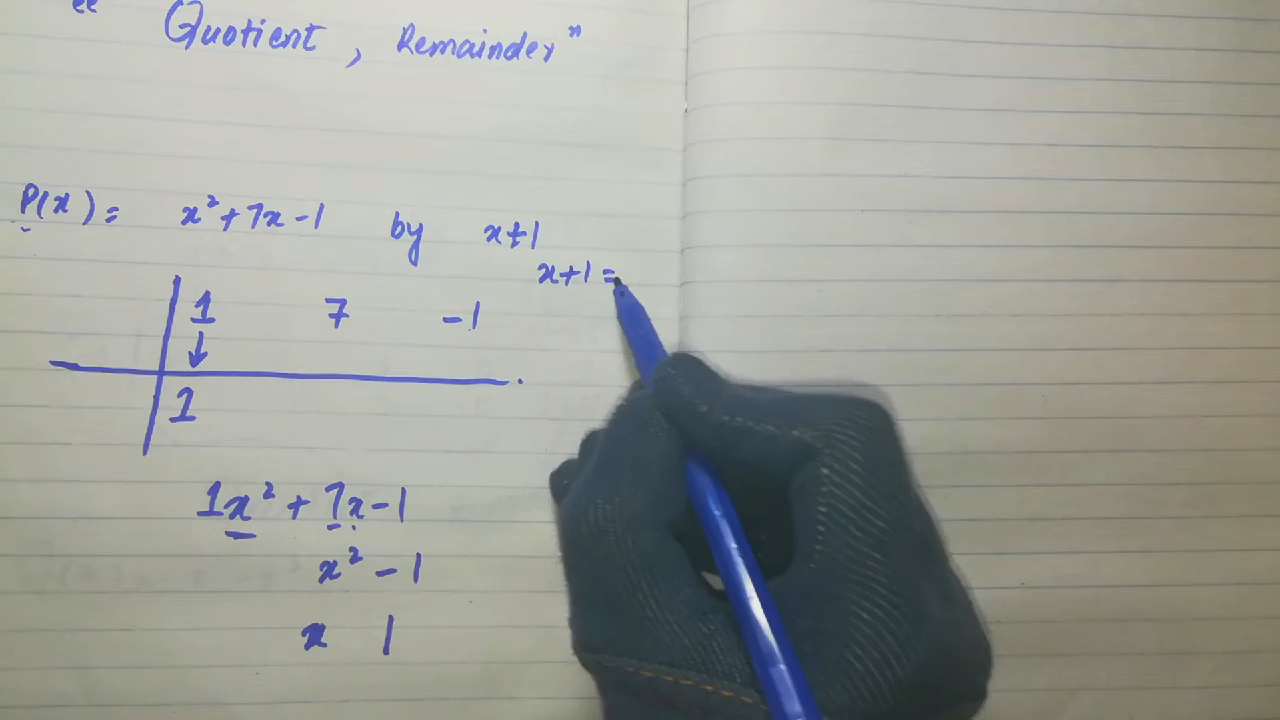 " Quotient, Remainder"
P(x) = x² + 7x - 1 by x+1
x+1 =
1 7 -1
↓
1
1x² + 7x - 1
x² - 1
x 1